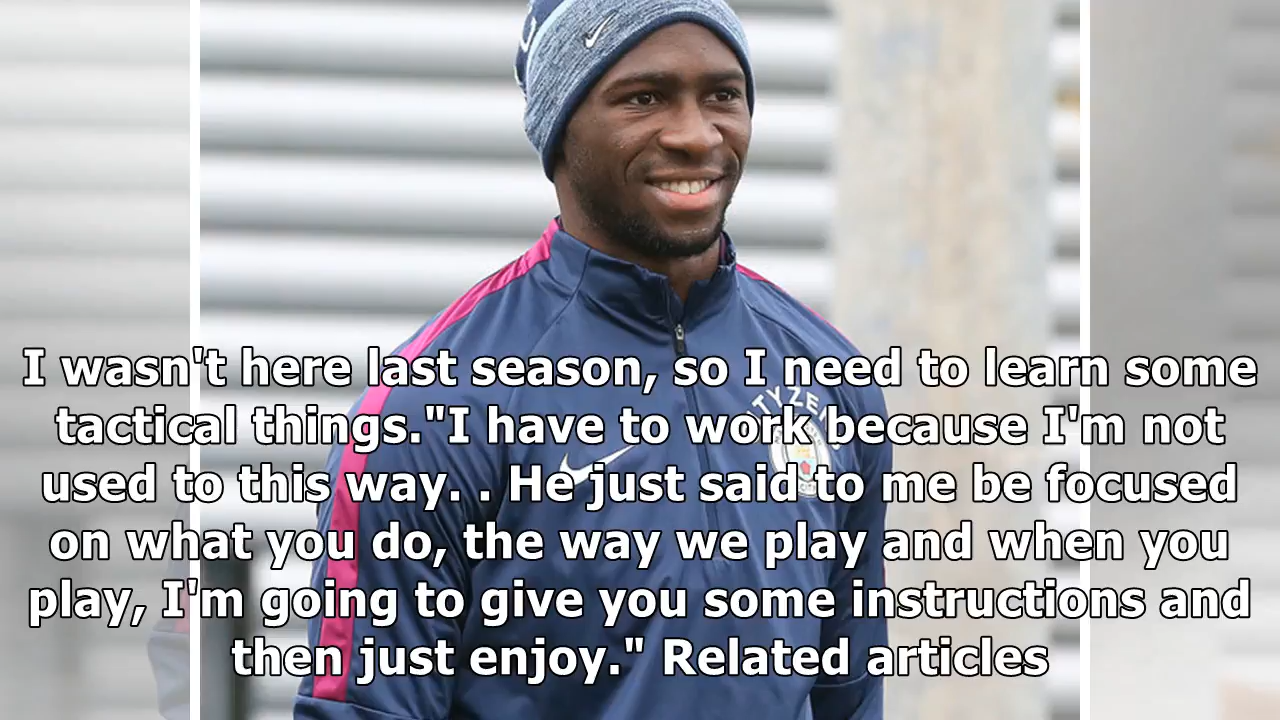 I wasn't here last season, so I need to learn some
tactical things."I have to work because I'm not
used to this way. . He just said to me be focused
on what you do, the way we play and when you
play, I'm going to give you some instructions and
then just enjoy." Related articles